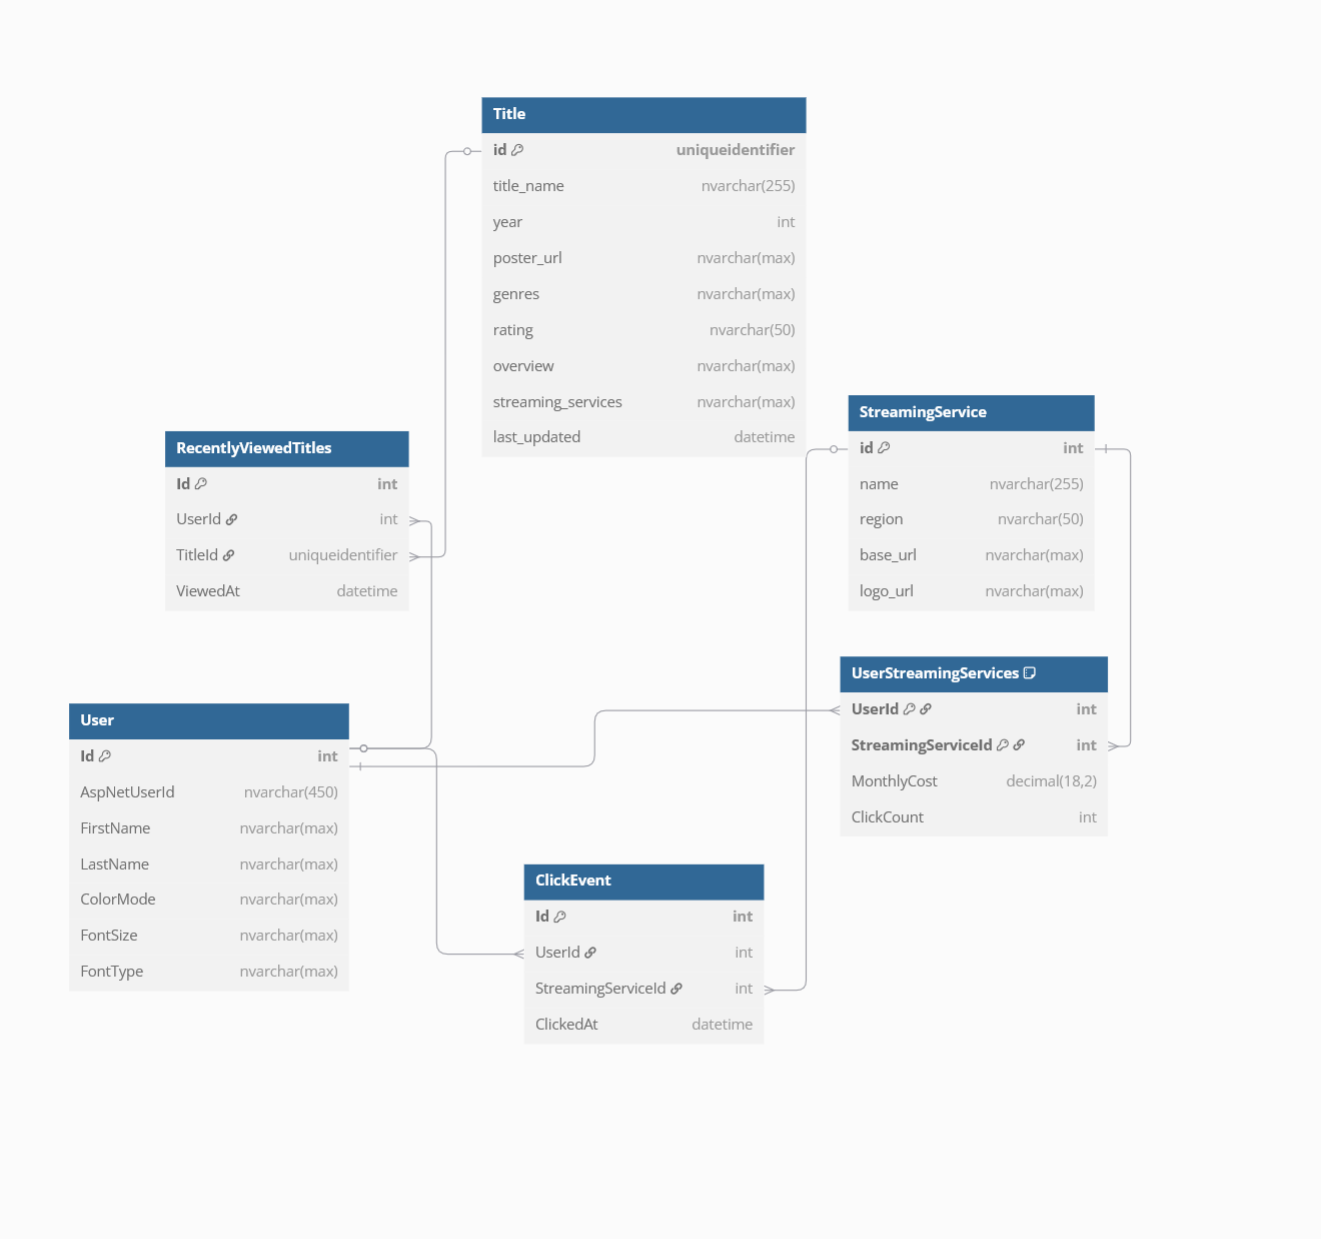 Title
id uniqueidentifier
title_name nvarchar(255)
year int
poster_url nvarchar(max)
genres nvarchar(max)
rating nvarchar(50)
overview nvarchar(max)
streaming_services nvarchar(max)
last_updated datetime
StreamingService
id int
name nvarchar(255)
region nvarchar(50)
base_url nvarchar(max)
logo_url nvarchar(max)
RecentlyViewedTitles
Id int
UserId int
TitleId uniqueidentifier
ViewedAt datetime
UserStreamingServices
UserId int
StreamingServiceId int
MonthlyCost decimal(18,2)
ClickCount int
User
Id int
AspNetUserId nvarchar(450)
FirstName nvarchar(max)
LastName nvarchar(max)
ColorMode nvarchar(max)
FontSize nvarchar(max)
FontType nvarchar(max)
ClickEvent
Id int
UserId int
StreamingServiceId int
ClickedAt datetime